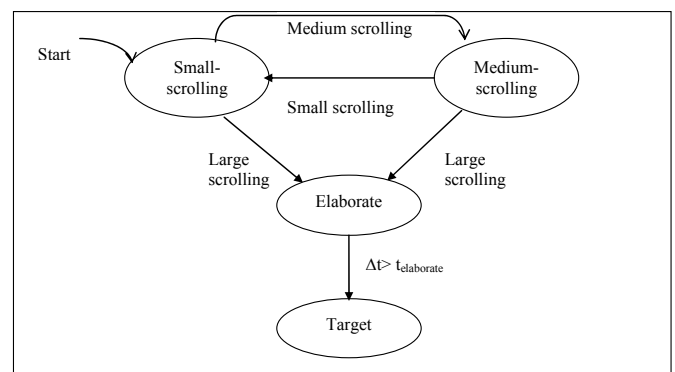 Medium scrolling
Start
Small-
scrolling
Medium-
scrolling
Small scrolling
Large
scrolling
Large
scrolling
Elaborate
Δt> telaborate
Target